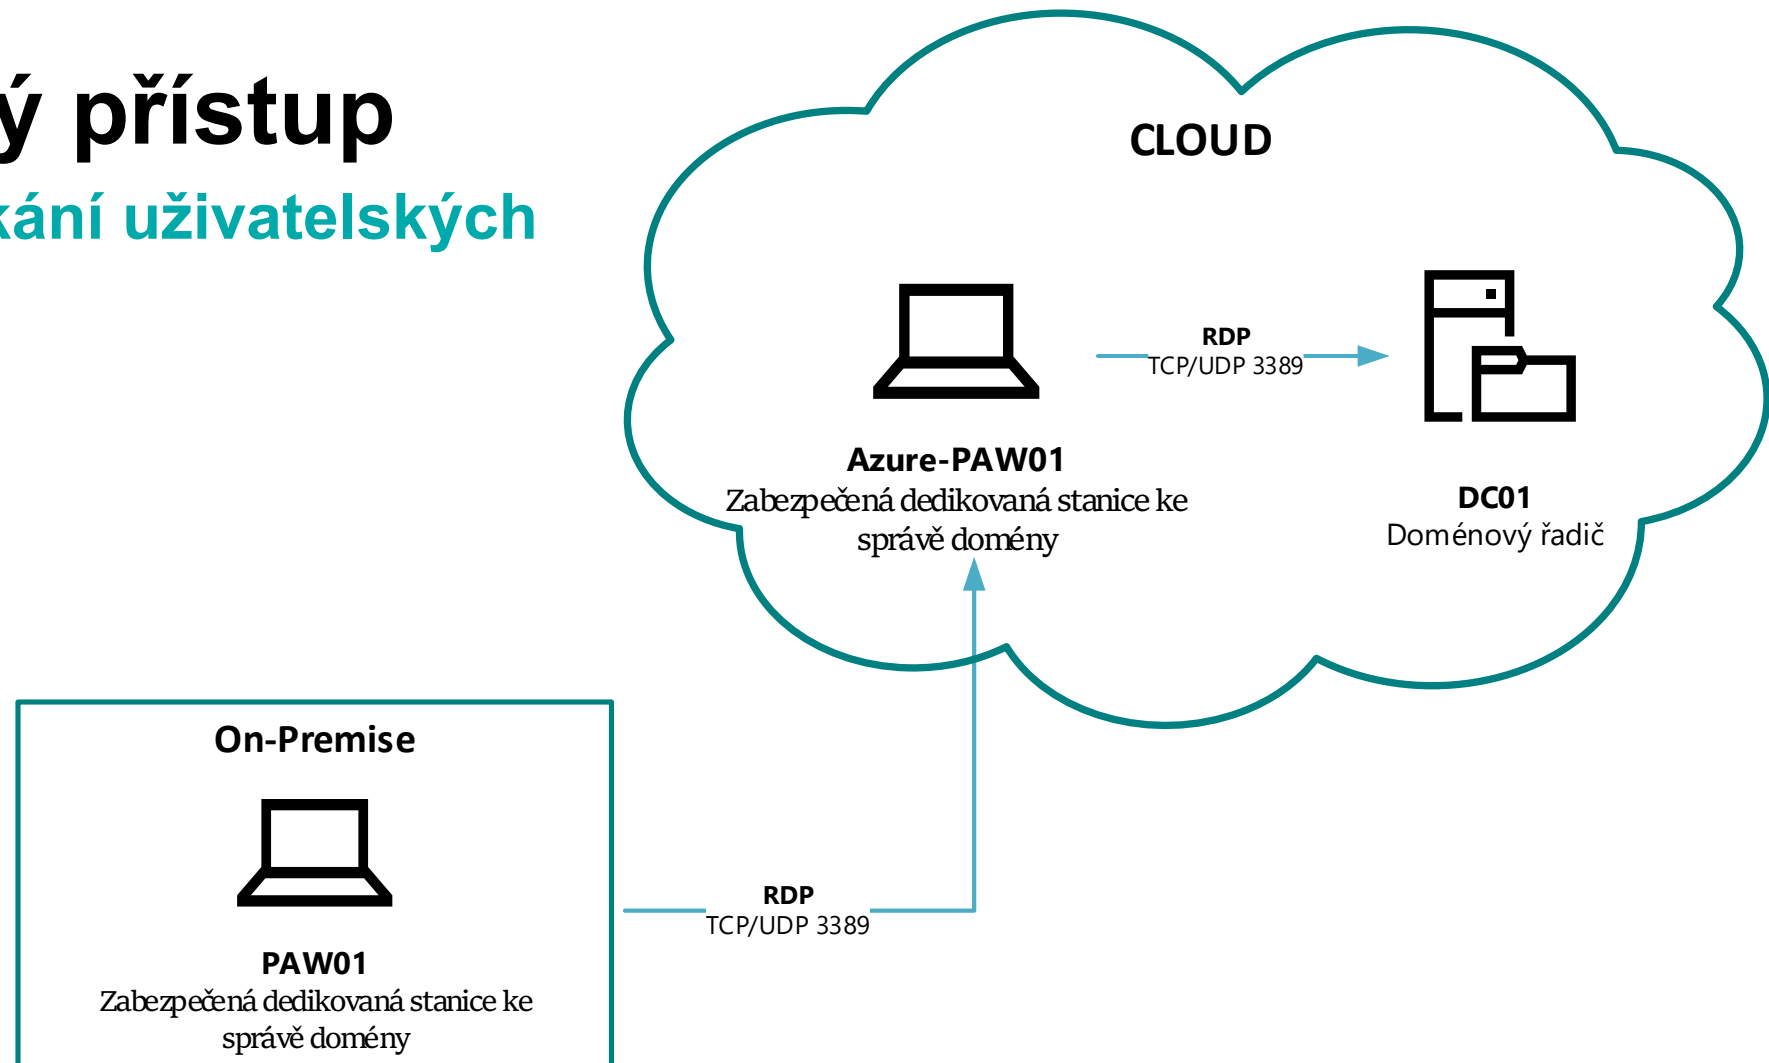 ý přístup
kání uživatelských
CLOUD
RDP
TCP/UDP 3389
Azure-PAW01
Zabezpečená dedikovaná stanice ke
správě domény
DC01
Doménový řadič
On-Premise
RDP
TCP/UDP 3389
PAW01
Zabezpečená dedikovaná stanice ke
správě domény